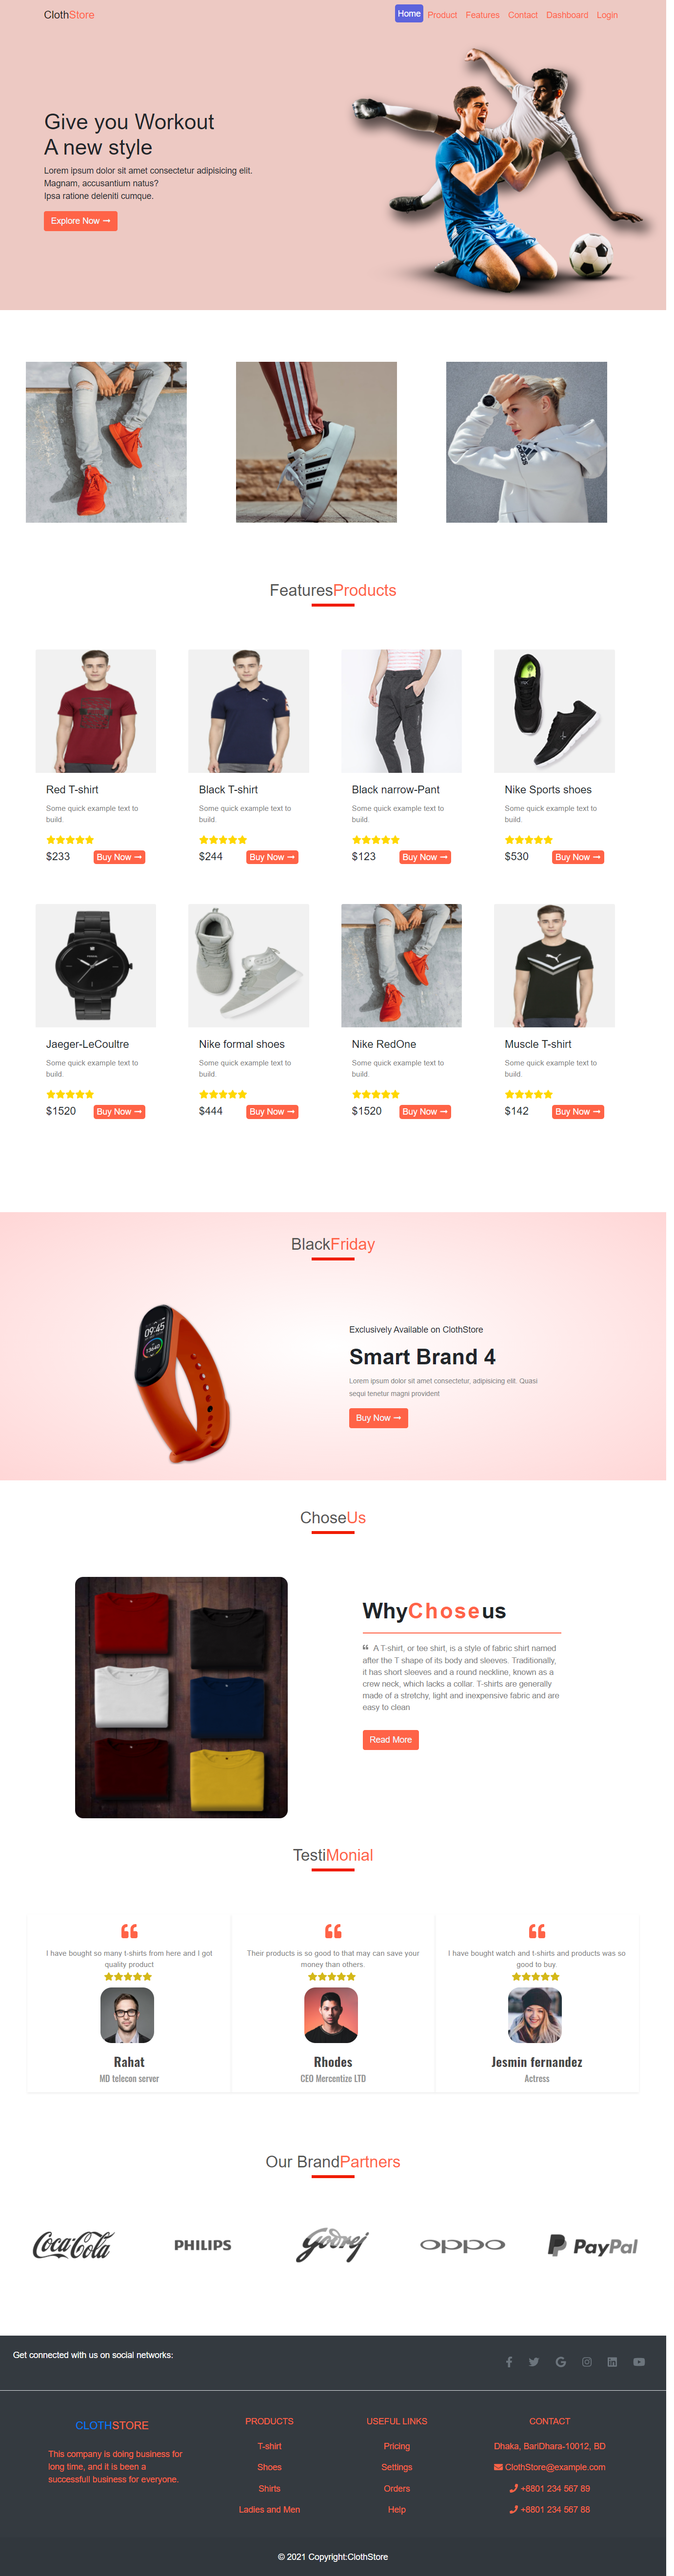 ClothStore
Home Product Features Contact Dashboard Login
Give you Workout
A new style
Lorem ipsum dolor sit amet consectetur adipisicing elit.
Magnam, accusantium natus?
Ipsa ratione deleniti cumque.
Explore Now
adidas
FeaturesProducts
Red T-shirt
Some quick example text to
build.
$233 Buy Now
Black T-shirt
Some quick example text to
build.
$244 Buy Now
Black narrow-Pant
Some quick example text to
build.
$123 Buy Now
Nike Sports shoes
Some quick example text to
build.
$530 Buy Now
Jaeger-LeCoultre
Some quick example text to
build.
$1520 Buy Now
Nike formal shoes
Some quick example text to
build.
$444 Buy Now
Nike RedOne
Some quick example text to
build.
$1520 Buy Now
Muscle T-shirt
Some quick example text to
build.
$142 Buy Now
BlackFriday
09:45
Exclusively Available on ClothStore
Smart Brand 4
Lorem ipsum dolor sit amet consectetur, adipisicing elit. Quasi
sequi tenetur magni provident
Buy Now
ChoseUs
WhyChoseus
“ A T-shirt, or tee shirt, is a style of fabric shirt named
after the T shape of its body and sleeves. Traditionally,
it has short sleeves and a round neckline, known as a
crew neck, which lacks a collar. T-shirts are generally
made of a stretchy, light and inexpensive fabric and are
easy to clean
Read More
TestiMonial
“
I have bought so many t-shirts from here and I got
quality product
Rahat
MD telecon server
“
Their products is so good to that may can save your
money than others.
Rhodes
CEO Mercentize LTD
“
I have bought watch and t-shirts and products was so
good to buy.
Jesmin fernandez
Actress
Our BrandPartners
Coca-Cola
PHILIPS
Godrej
oppo
PayPal
Get connected with us on social networks:
CLOTHSTORE
This company is doing business for
long time, and it is been a
successfull business for everyone.
PRODUCTS
T-shirt
Shoes
Shirts
Ladies and Men
USEFUL LINKS
Pricing
Settings
Orders
Help
CONTACT
Dhaka, BariDhara-10012, BD
ClothStore@example.com
+8801 234 567 89
+8801 234 567 88
© 2021 Copyright:ClothStore